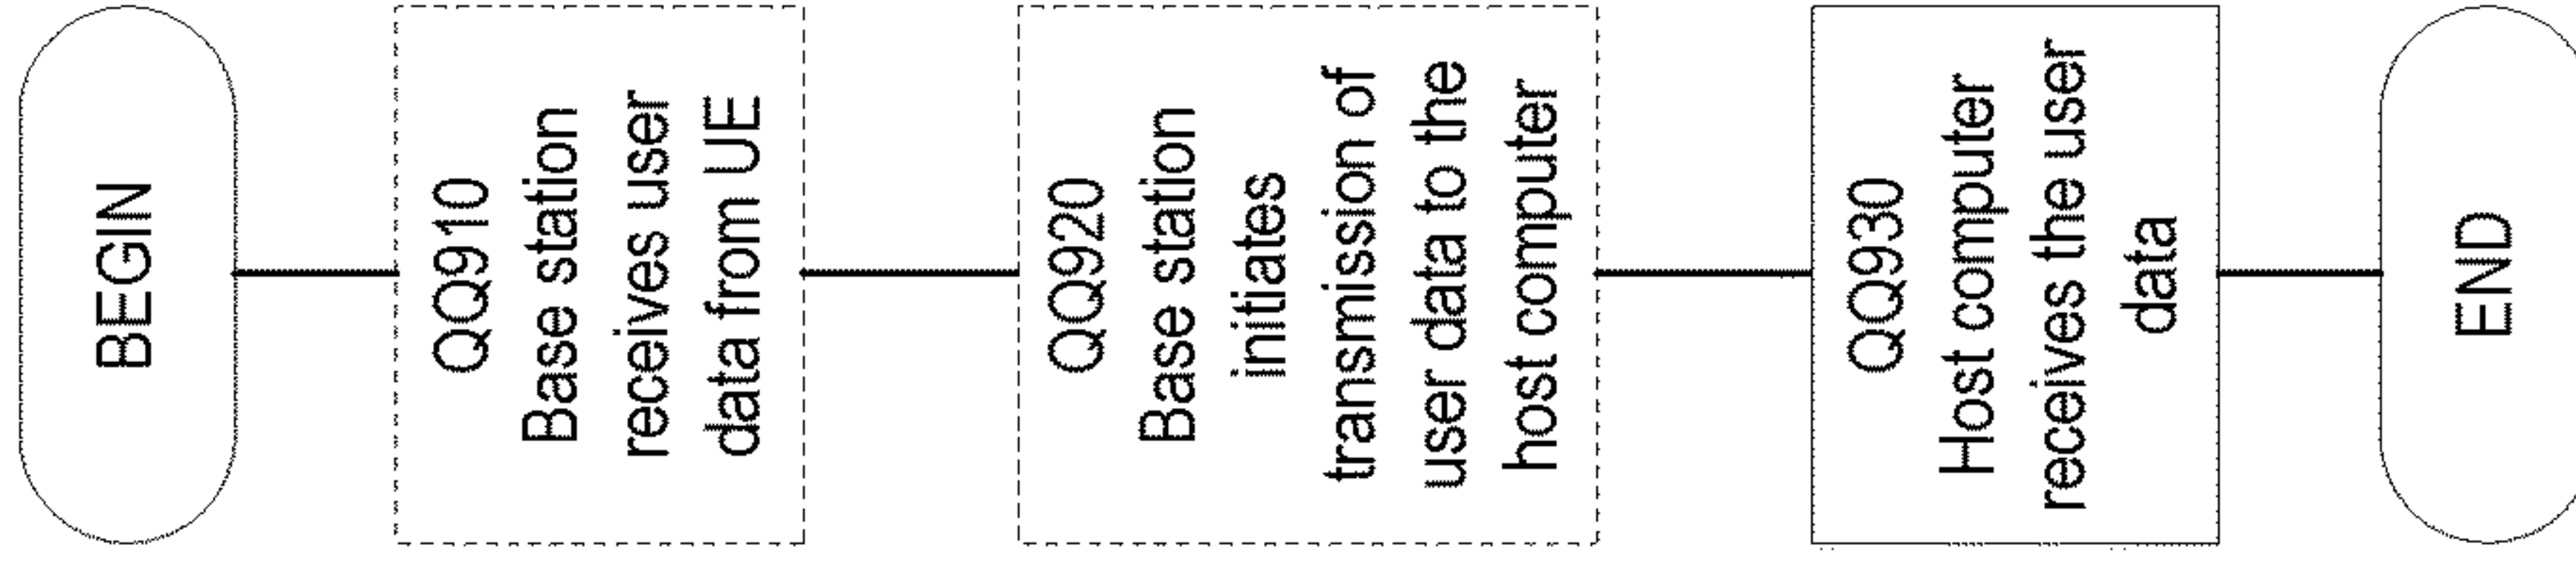 BEGIN
QQ910
Base station
receives user
data from UE
QQ920
Base station
initiates
transmission of
user data to the
host computer
QQ930
Host computer
receives the user
data
END